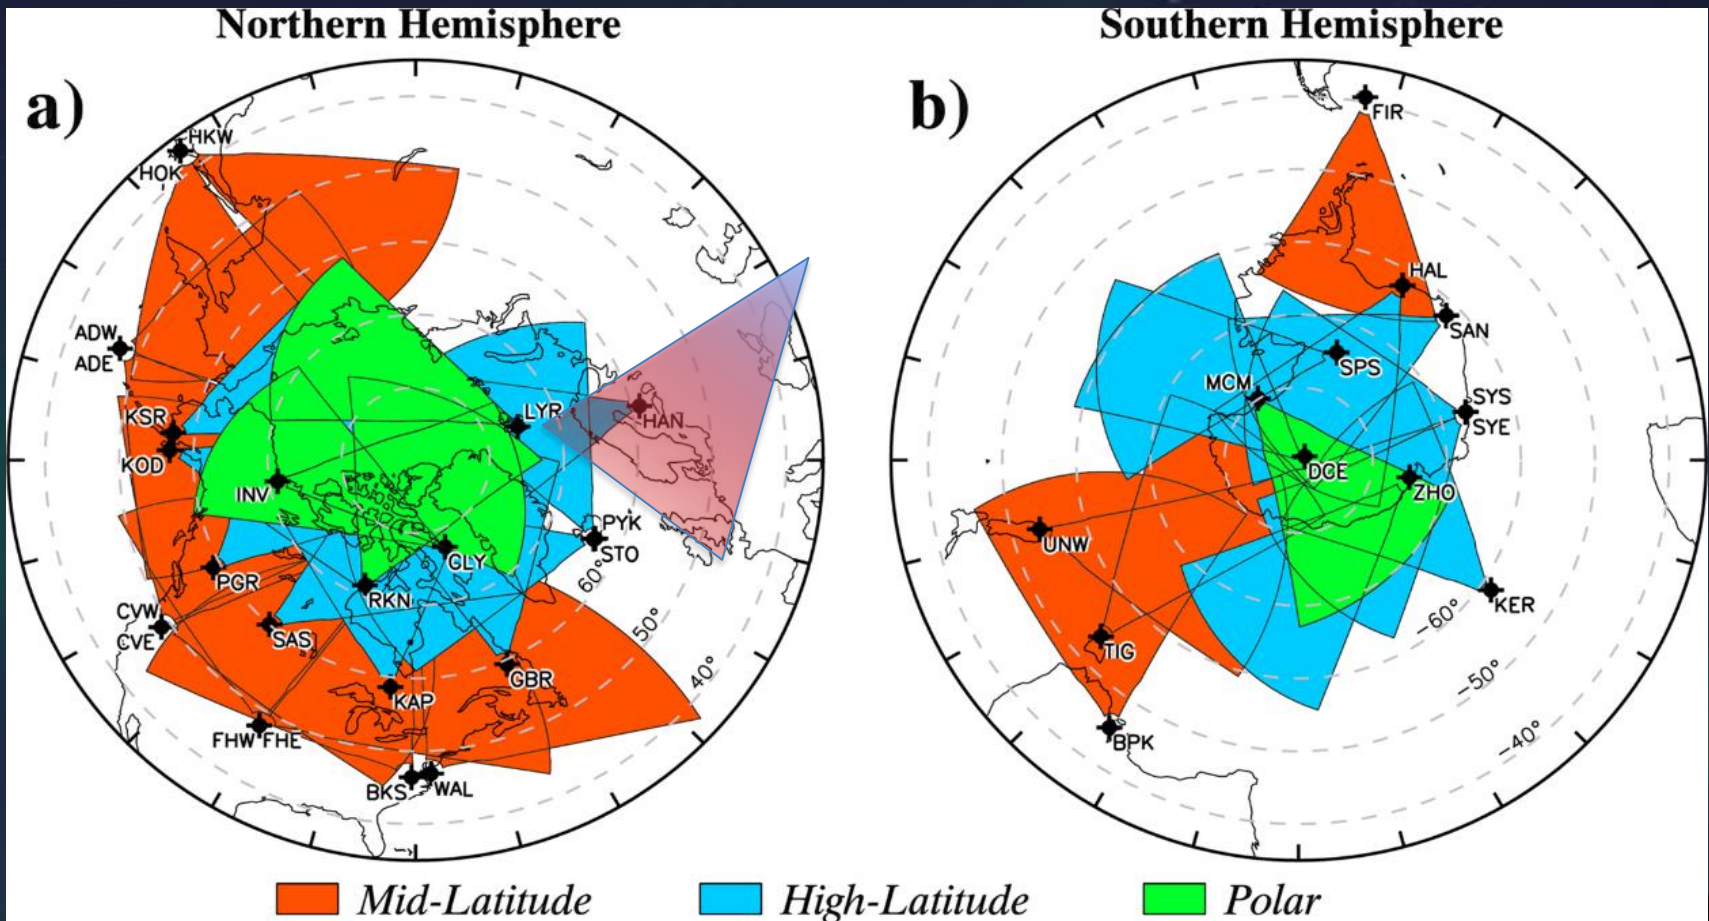 Northern Hemisphere
Southern Hemisphere
a)
b)
HKW
HOK
ADW
ADE
KSR
KOD
INV
LYR
HAN
PYK
STO
GLY
RKN
PGR
CVW
CVE
SAS
KAP
GBR
FHW FHE
BKS
WAL
60°
50°
40°
FIR
HAL
SAN
SPS
MCM
SYS
SYE
DCE
ZHO
UNW
KER
TIG
BPK
-60°
-50°
-40°
Mid-Latitude
High-Latitude
Polar